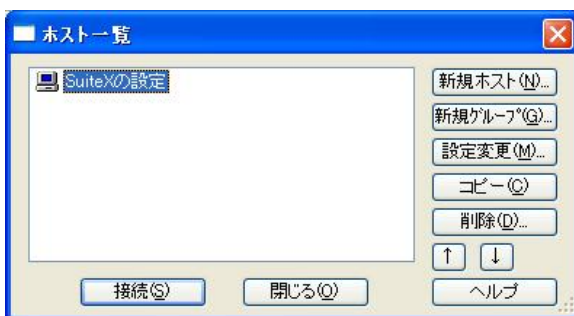 ホスト一覧
SuiteXの設定
新規ホスト(N)...
新規グループ(G)...
設定変更(M)...
コピー(C)
削除(D)...
↑ ↓
接続(S) 閉じる(O) ヘルプ